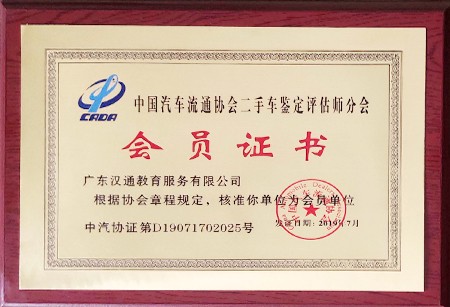 CADA
中国汽车流通协会二手车鉴定评估师分会
会员证书
广东汉通教育服务有限公司
根据协会章程规定，核准你单位为会员单位
中汽协证第D19071702025号
发证日期：2019年7月